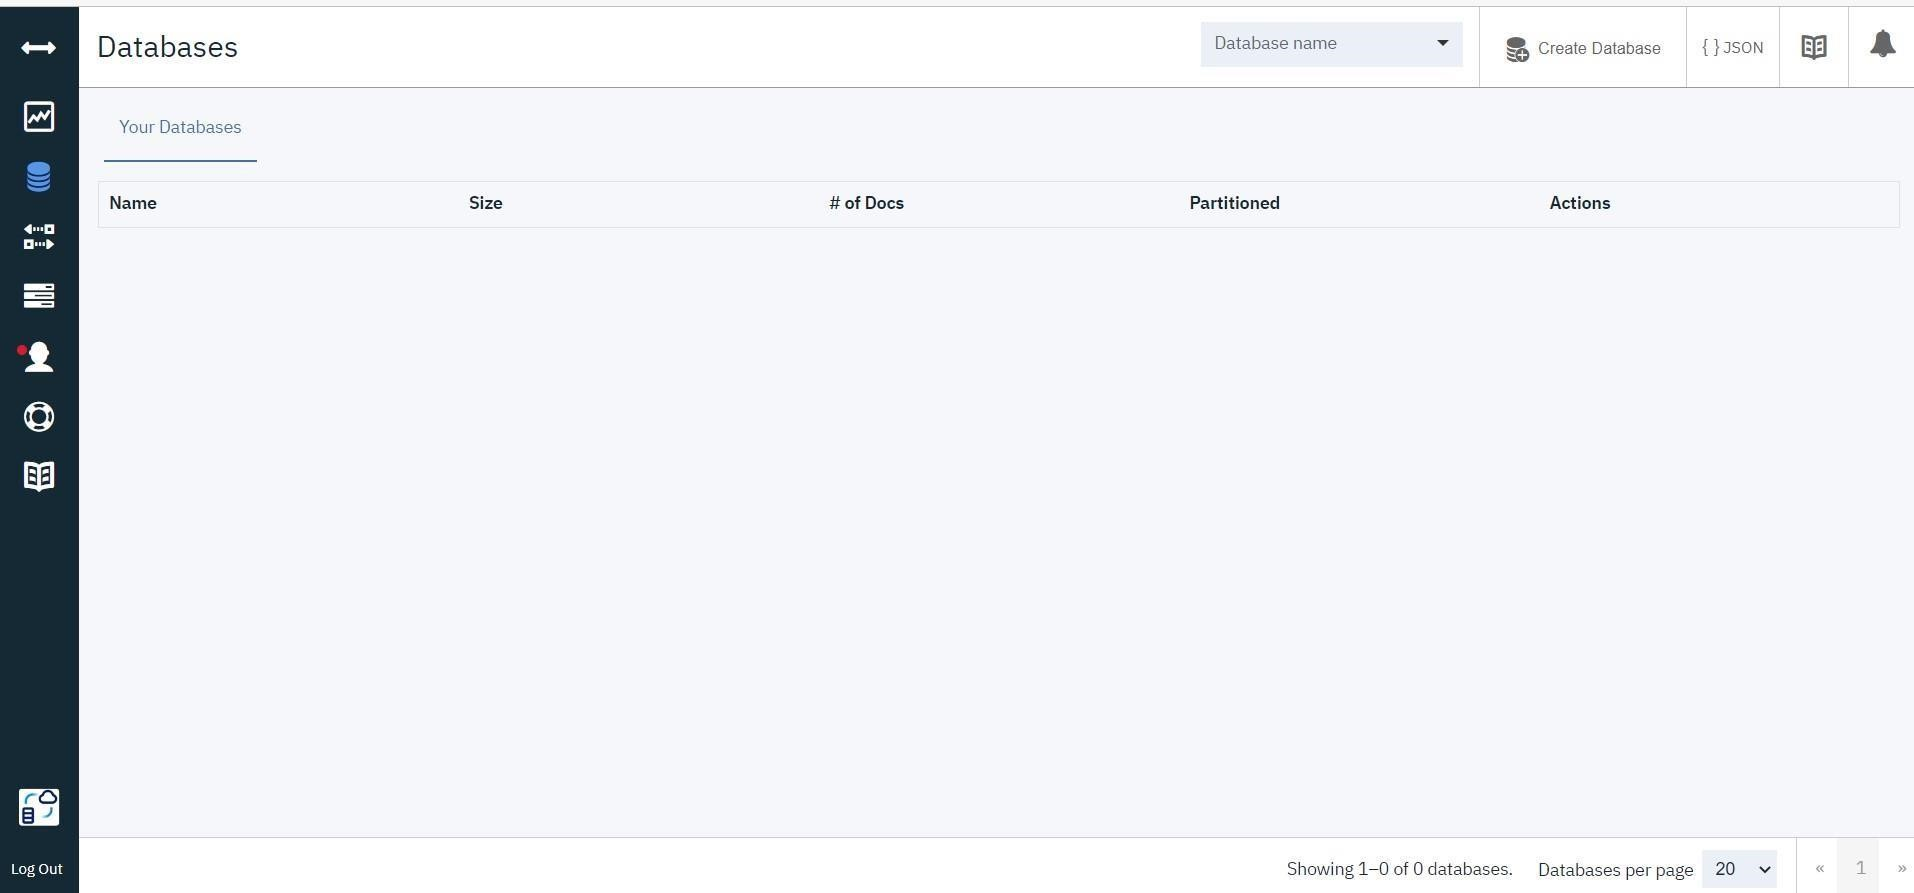 Databases
Database name
Create Database
{ } JSON
Your Databases
Name Size # of Docs Partitioned Actions
Log Out
Showing 1–0 of 0 databases. Databases per page 20 « 1 »